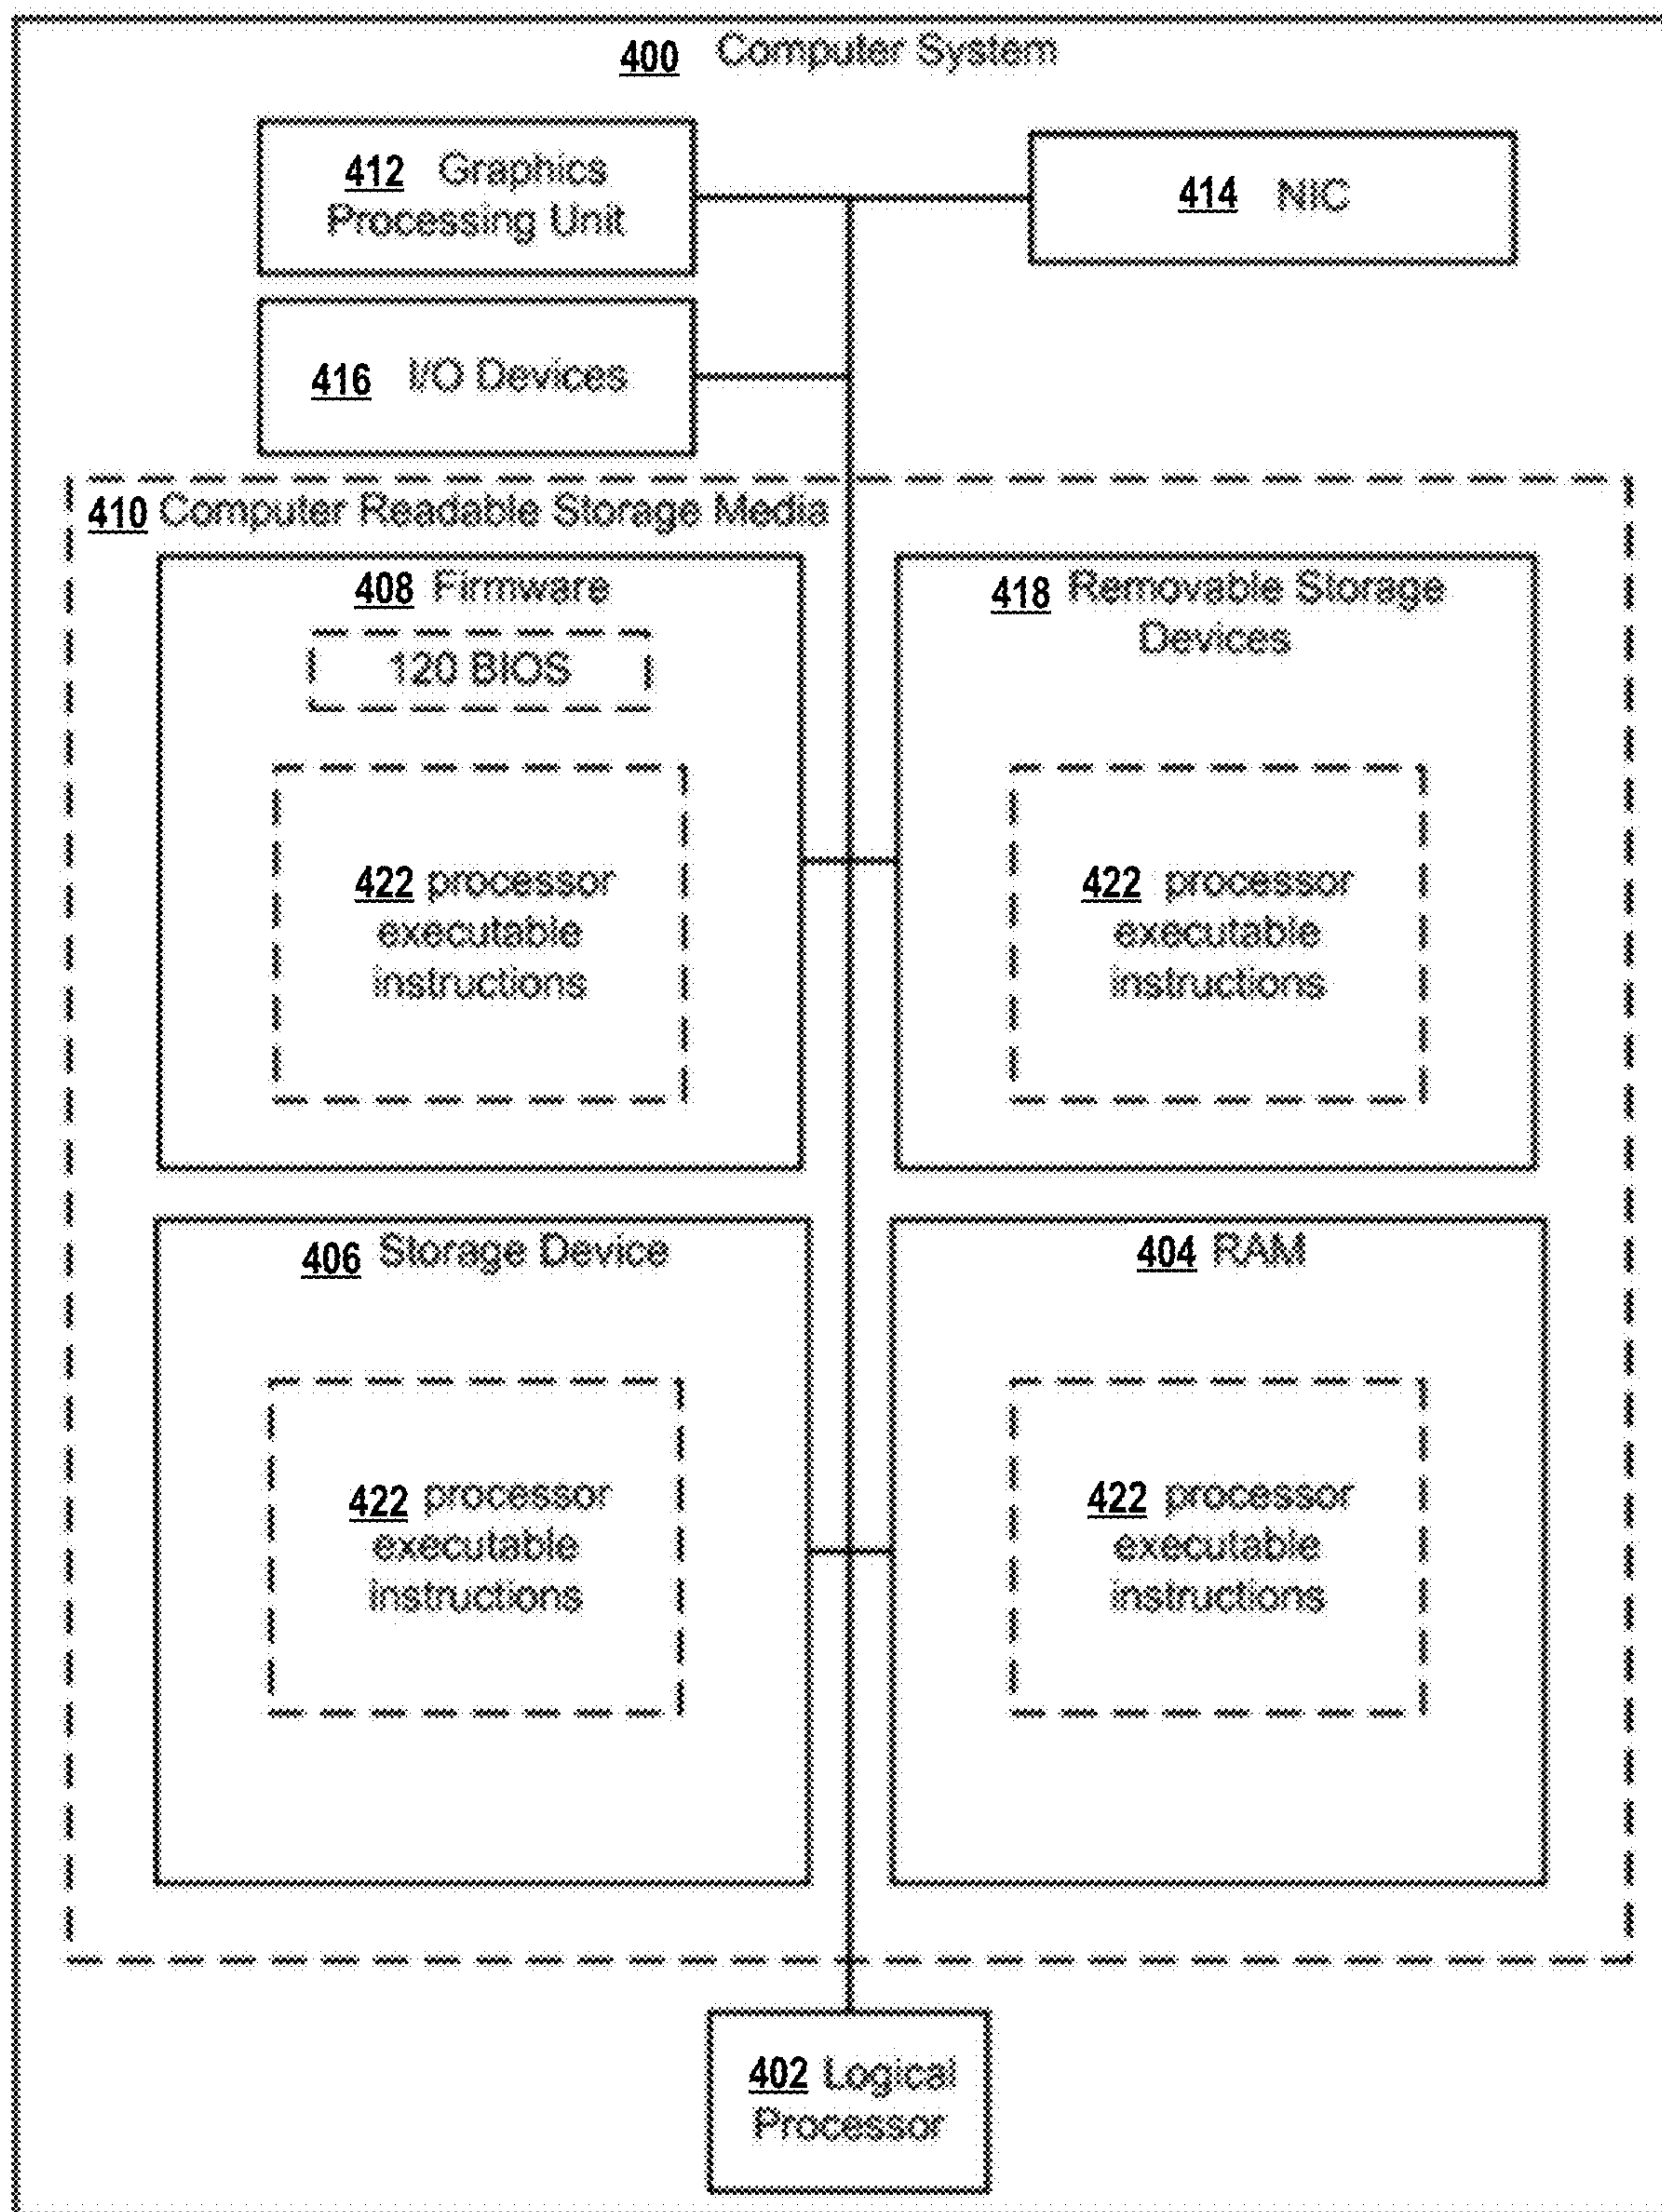 400 Computer System
412 Graphics
Processing Unit
414 NIC
416 I/O Devices
410 Computer Readable Storage Media
408 Firmware
120 BIOS
422 processor
executable
instructions
418 Removable Storage
Devices
422 processor
executable
instructions
406 Storage Device
422 processor
executable
instructions
404 RAM
422 processor
executable
instructions
402 Logical
Processor